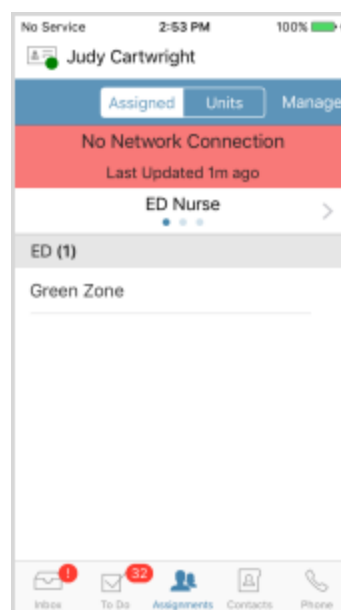 No Service 2:53 PM 100%
Judy Cartwright
Assigned Units Manage
No Network Connection
Last Updated 1m ago
ED Nurse
ED (1)
Green Zone
! 32
Inbox To Do Assignments Contacts Phone